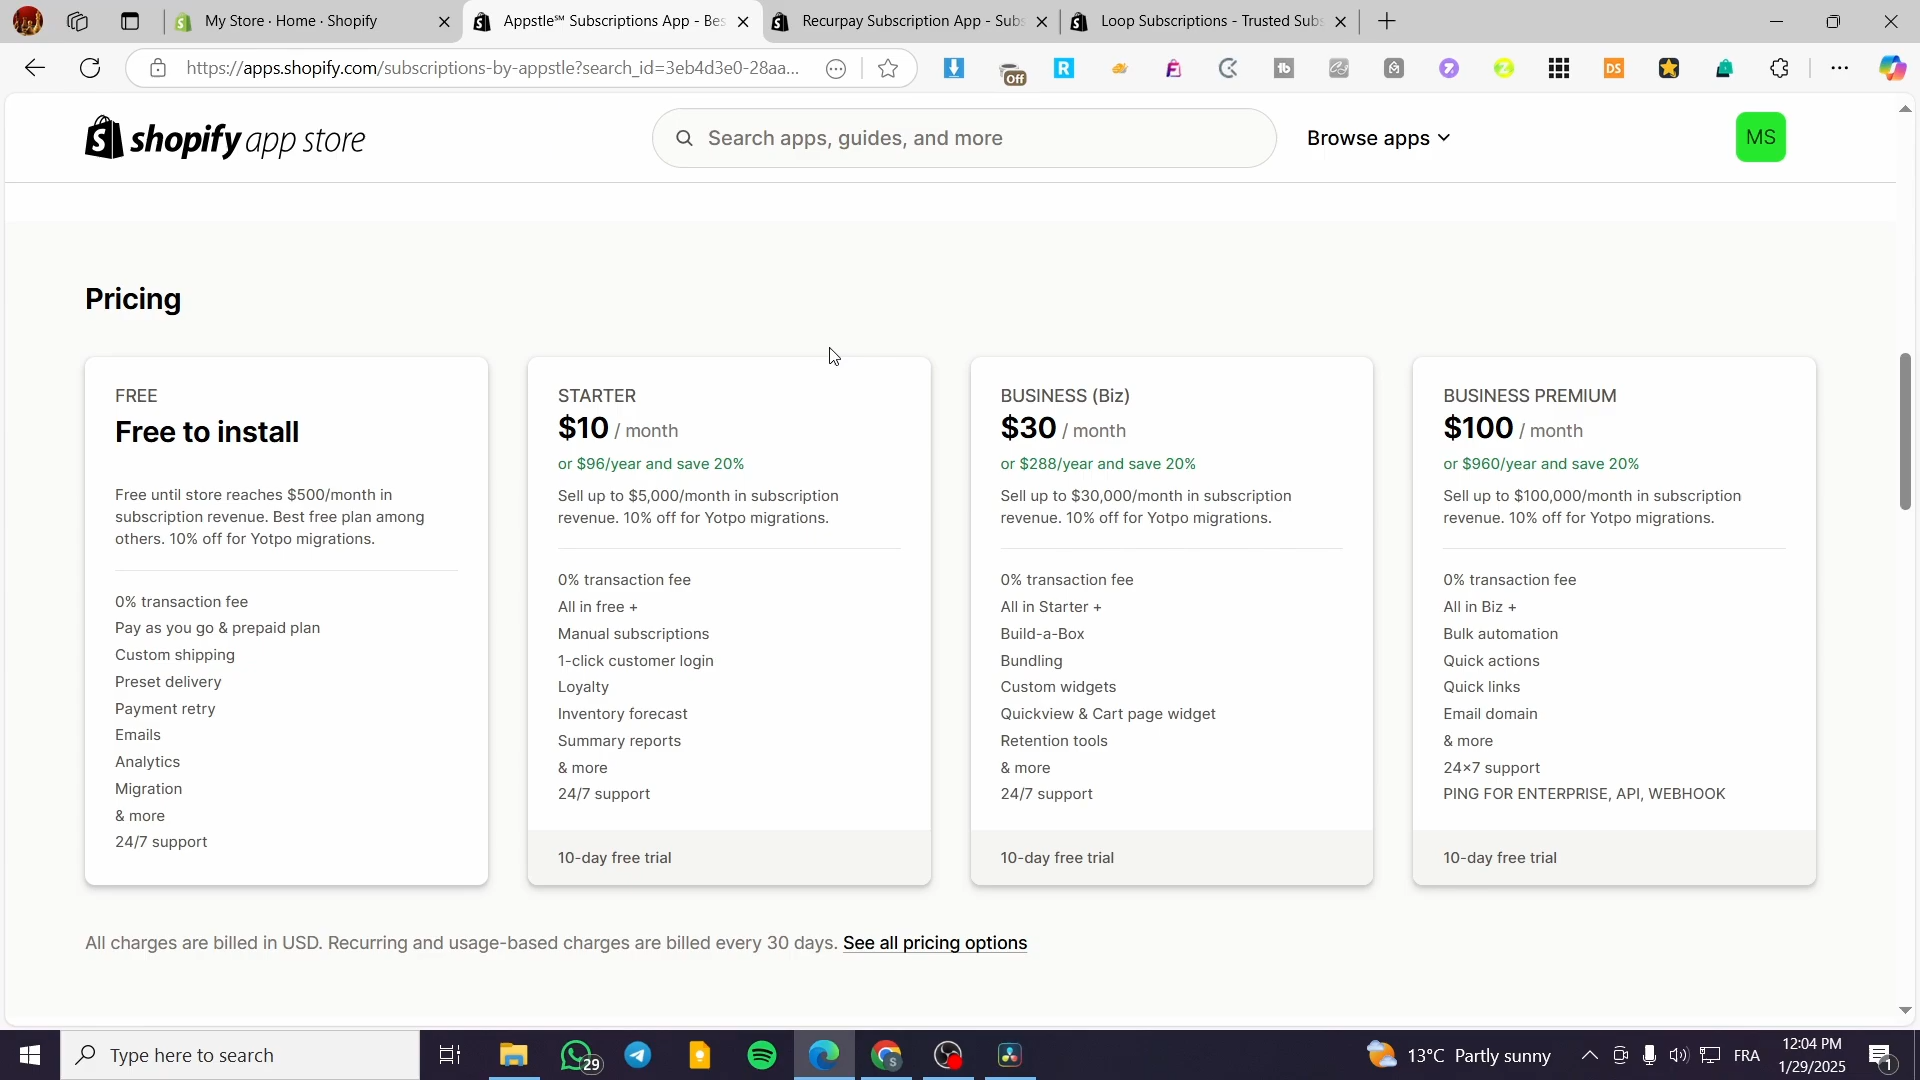 My Store · Home · Shopify
Appstle℠ Subscriptions App - Bes
Recurpay Subscription App - Subs
Loop Subscriptions - Trusted Subs
https://apps.shopify.com/subscriptions-by-appstle?search_id=3eb4d3e0-28aa...
Off
R
tb
DS
shopify app store
Search apps, guides, and more
Browse apps
MS
Pricing
FREE
Free to install
Free until store reaches $500/month in
subscription revenue. Best free plan among
others. 10% off for Yotpo migrations.
0% transaction fee
Pay as you go & prepaid plan
Custom shipping
Preset delivery
Payment retry
Emails
Analytics
Migration
& more
24/7 support
STARTER
$10 / month
or $96/year and save 20%
Sell up to $5,000/month in subscription
revenue. 10% off for Yotpo migrations.
0% transaction fee
All in free +
Manual subscriptions
1-click customer login
Loyalty
Inventory forecast
Summary reports
& more
24/7 support
10-day free trial
BUSINESS (Biz)
$30 / month
or $288/year and save 20%
Sell up to $30,000/month in subscription
revenue. 10% off for Yotpo migrations.
0% transaction fee
All in Starter +
Build-a-Box
Bundling
Custom widgets
Quickview & Cart page widget
Retention tools
& more
24/7 support
10-day free trial
BUSINESS PREMIUM
$100 / month
or $960/year and save 20%
Sell up to $100,000/month in subscription
revenue. 10% off for Yotpo migrations.
0% transaction fee
All in Biz +
Bulk automation
Quick actions
Quick links
Email domain
& more
24×7 support
PING FOR ENTERPRISE, API, WEBHOOK
10-day free trial
All charges are billed in USD. Recurring and usage-based charges are billed every 30 days. See all pricing options
Type here to search
29
S
13°C Partly sunny
FRA
12:04 PM
1/29/2025
1